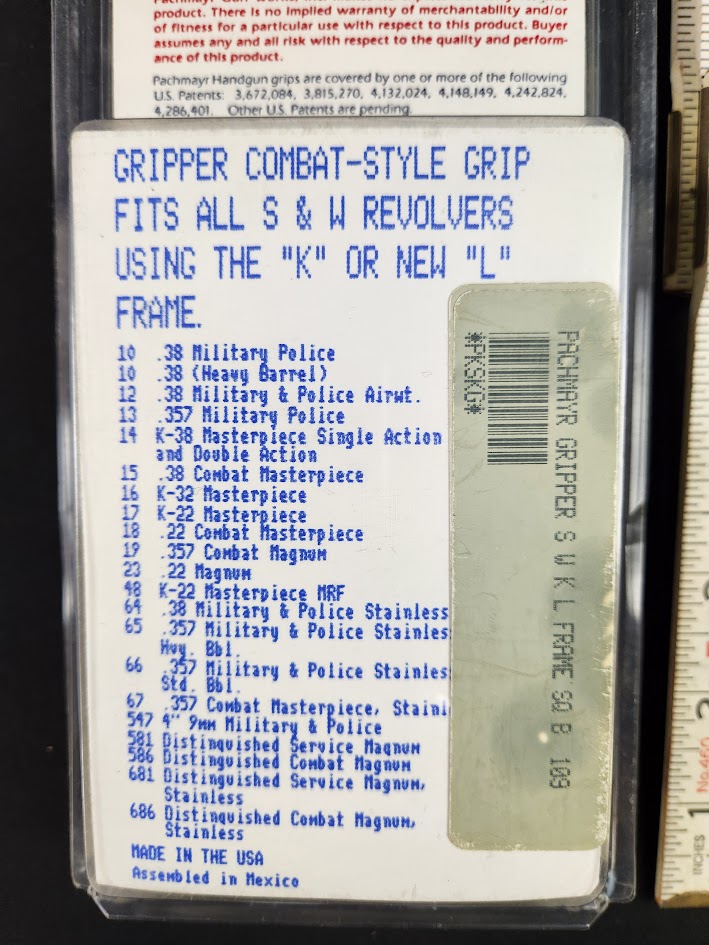 product. There is no implied warranty of merchantability and/or
of fitness for a particular use with respect to this product. Buyer
assumes any and all risk with respect to the quality and perform-
ance of this product.
Pachmayr Handgun grips are covered by one or more of the following
U.S. Patents: 3,672,084, 3,815,270, 4,132,024, 4,148,149, 4,242,824,
4,286,401. Other U.S. Patents are pending.
GRIPPER COMBAT-STYLE GRIP
FITS ALL S & W REVOLVERS
USING THE "K" OR NEW "L"
FRAME.
10 .38 Military Police
10 .38 (Heavy Barrel)
12 .38 Military & Police Airwt.
13 .357 Military Police
14 K-38 Masterpiece Single Action
and Double Action
15 .38 Combat Masterpiece
16 K-32 Masterpiece
17 K-22 Masterpiece
18 .22 Combat Masterpiece
19 .357 Combat Magnum
23 .22 Magnum
48 K-22 Masterpiece MRF
64 .38 Military & Police Stainless
65 .357 Military & Police Stainles
Hvy. Bbl.
66 .357 Military & Police Stainles
Std. Bbl.
67 .357 Combat Masterpiece, Stainl
547 4" 9mm Military & Police
581 Distinguished Service Magnum
586 Distinguished Combat Magnum
681 Distinguished Service Magnum,
Stainless
686 Distinguished Combat Magnum,
Stainless
MADE IN THE USA
Assembled in Mexico
PACHMAYR GRIPPER S W K L FRAME SQ B 109
*PKSKG*
INCHES
1
No.460
2